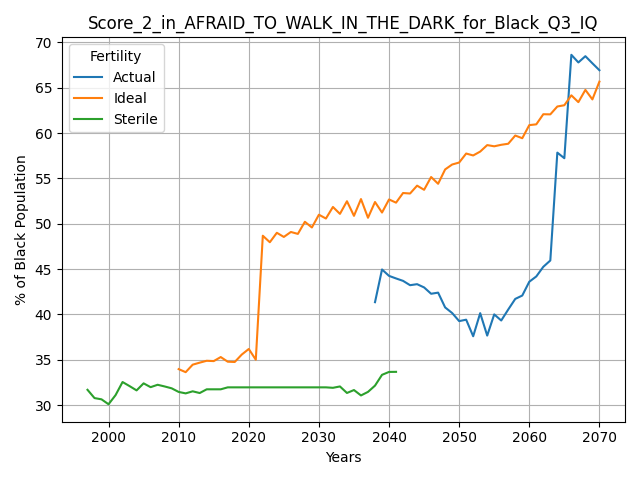 Score_2_in_AFRAID_TO_WALK_IN_THE_DARK_for_Black_Q3_IQ
Fertility
Actual
Ideal
Sterile
% of Black Population
70
65
60
55
50
45
40
35
30
2000
2010
2020
2030
2040
2050
2060
2070
Years